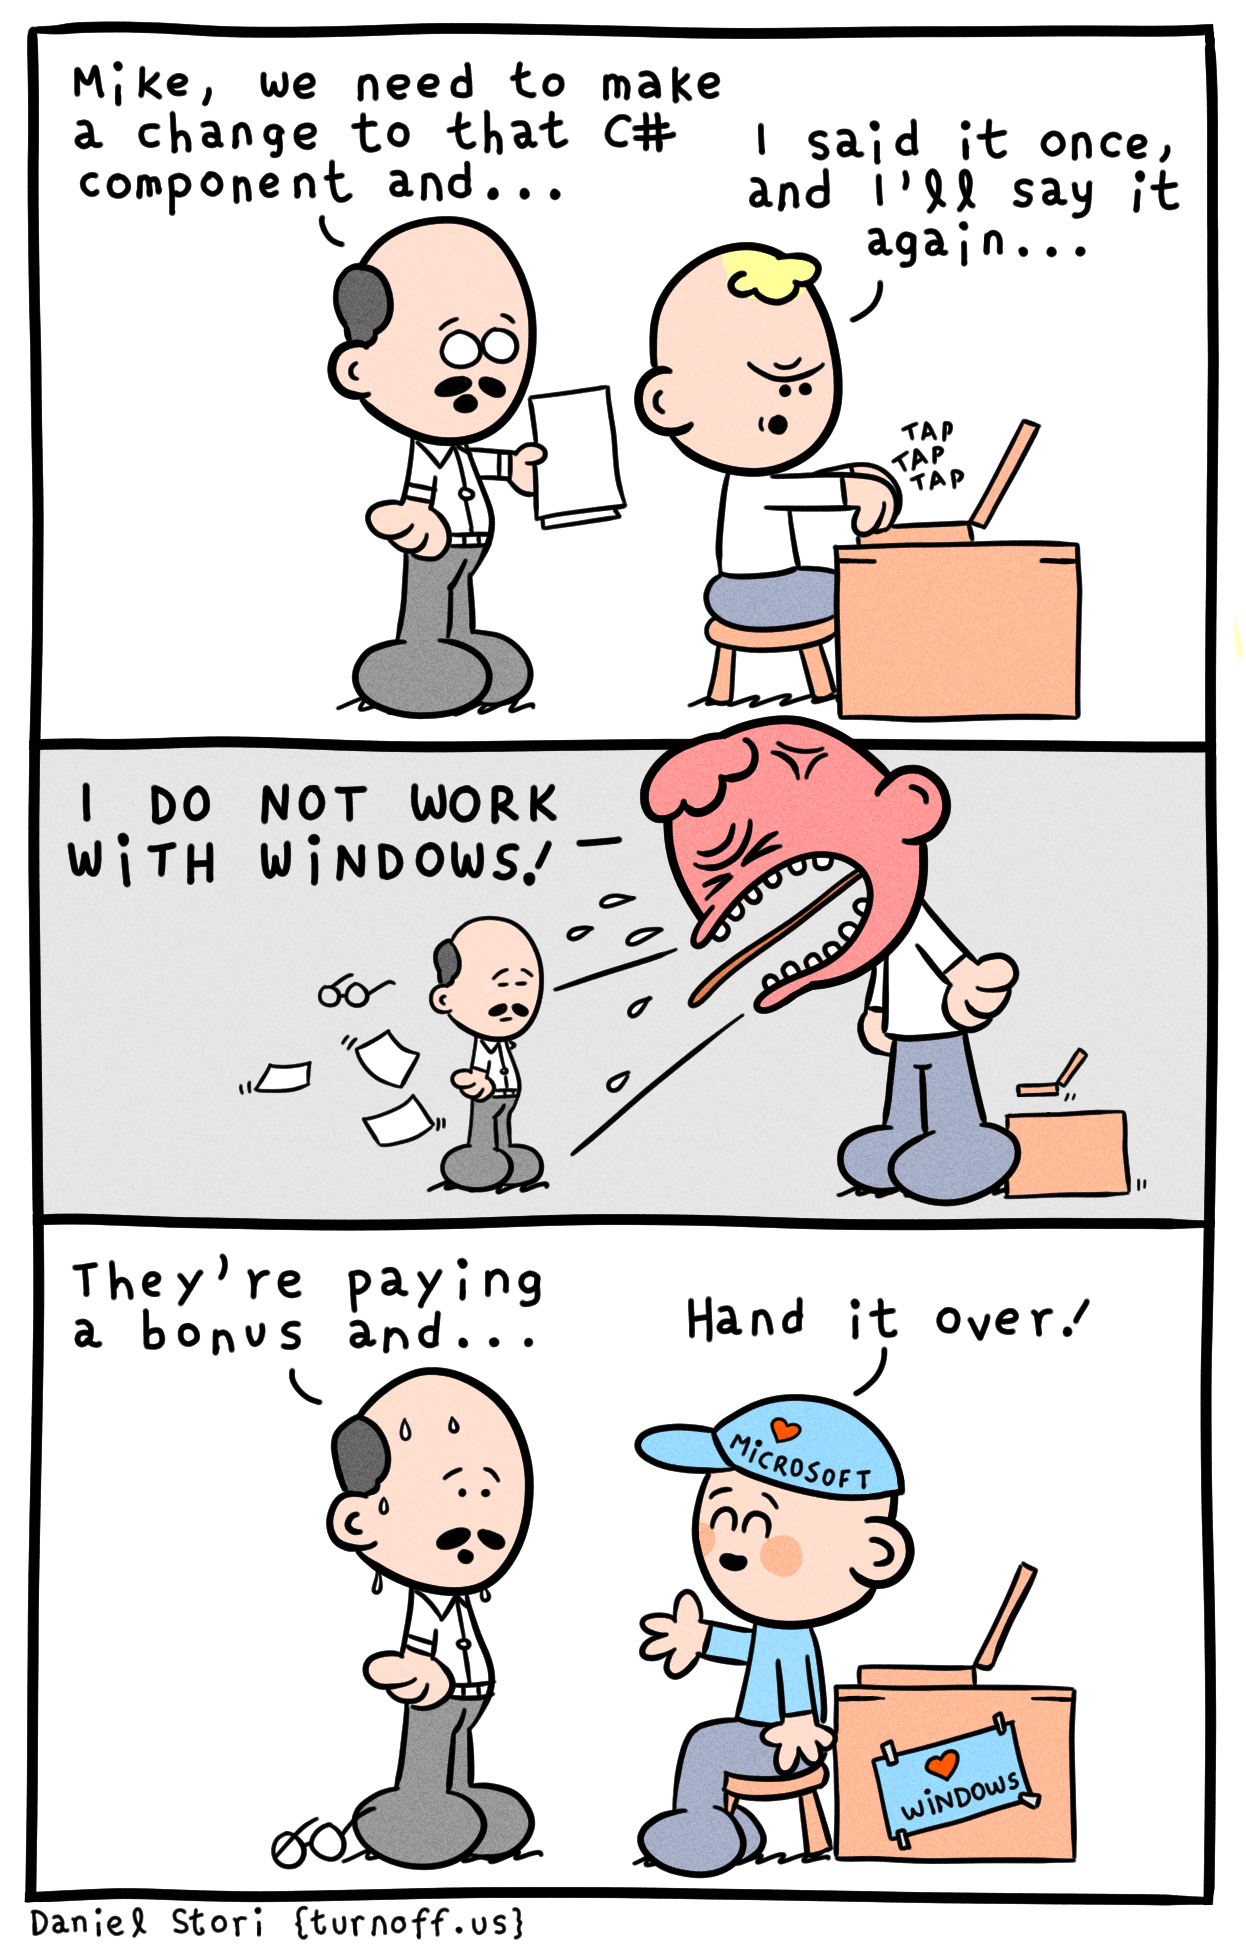 Mike, we need to make
a change to that C#
component and...
I said it once,
and I'll say it
again...
TAP
TAP
TAP
I DO NOT WORK
WiTH WiNDOWS!
They're paying
a bonus and...
Hand it over!
MiCROSOFT
WiNDOWS
Daniel Stori {turnoff.us}